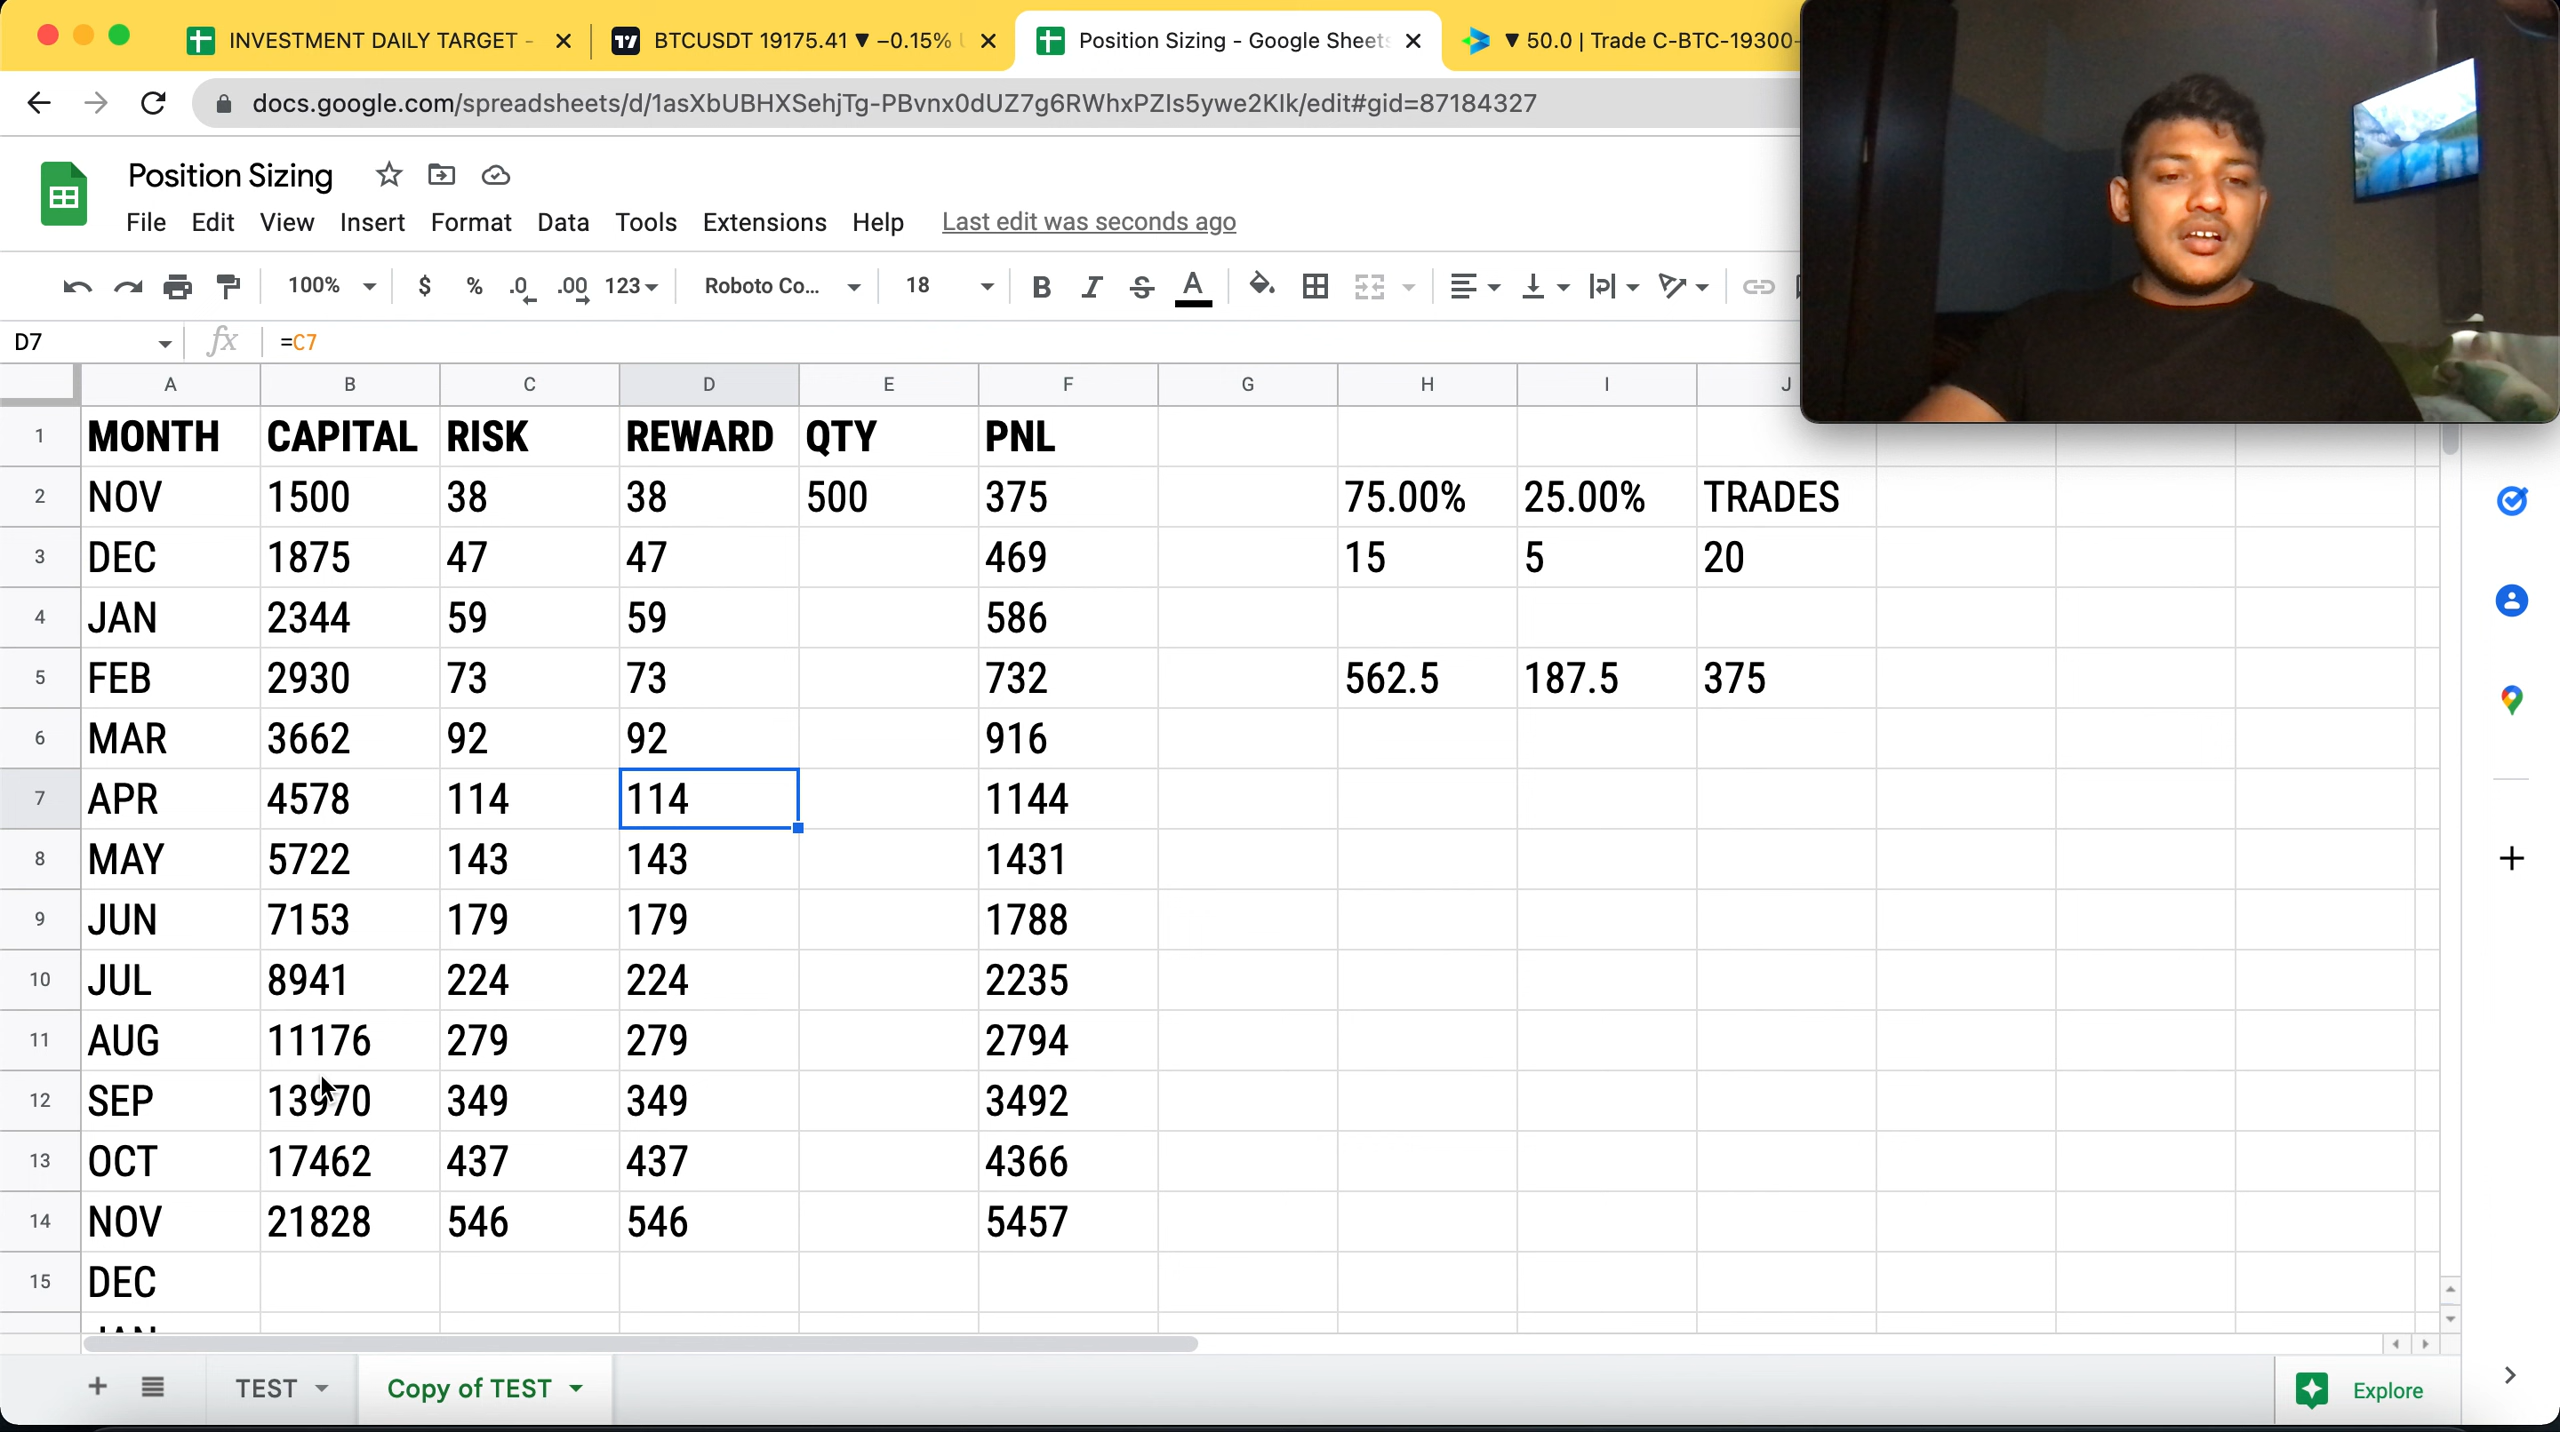 INVESTMENT DAILY TARGET -
BTCUSDT 19175.41 ▼ −0.15%
Position Sizing - Google Sheets
▼ 50.0 | Trade C-BTC-19300-
docs.google.com/spreadsheets/d/1asXbUBHXSehjTg-PBvnx0dUZ7g6RWhxPZIs5ywe2KIk/edit#gid=87184327
Position Sizing
File Edit View Insert Format Data Tools Extensions Help Last edit was seconds ago
100% $ % .0 .00 123 Roboto Co... 18 B I S A
D7 fx =C7
A B C D E F G H I J
1 MONTH CAPITAL RISK REWARD QTY PNL
2 NOV 1500 38 38 500 375 75.00% 25.00% TRADES
3 DEC 1875 47 47 469 15 5 20
4 JAN 2344 59 59 586
5 FEB 2930 73 73 732 562.5 187.5 375
6 MAR 3662 92 92 916
7 APR 4578 114 114 1144
8 MAY 5722 143 143 1431
9 JUN 7153 179 179 1788
10 JUL 8941 224 224 2235
11 AUG 11176 279 279 2794
12 SEP 13970 349 349 3492
13 OCT 17462 437 437 4366
14 NOV 21828 546 546 5457
15 DEC
JAN
TEST Copy of TEST Explore